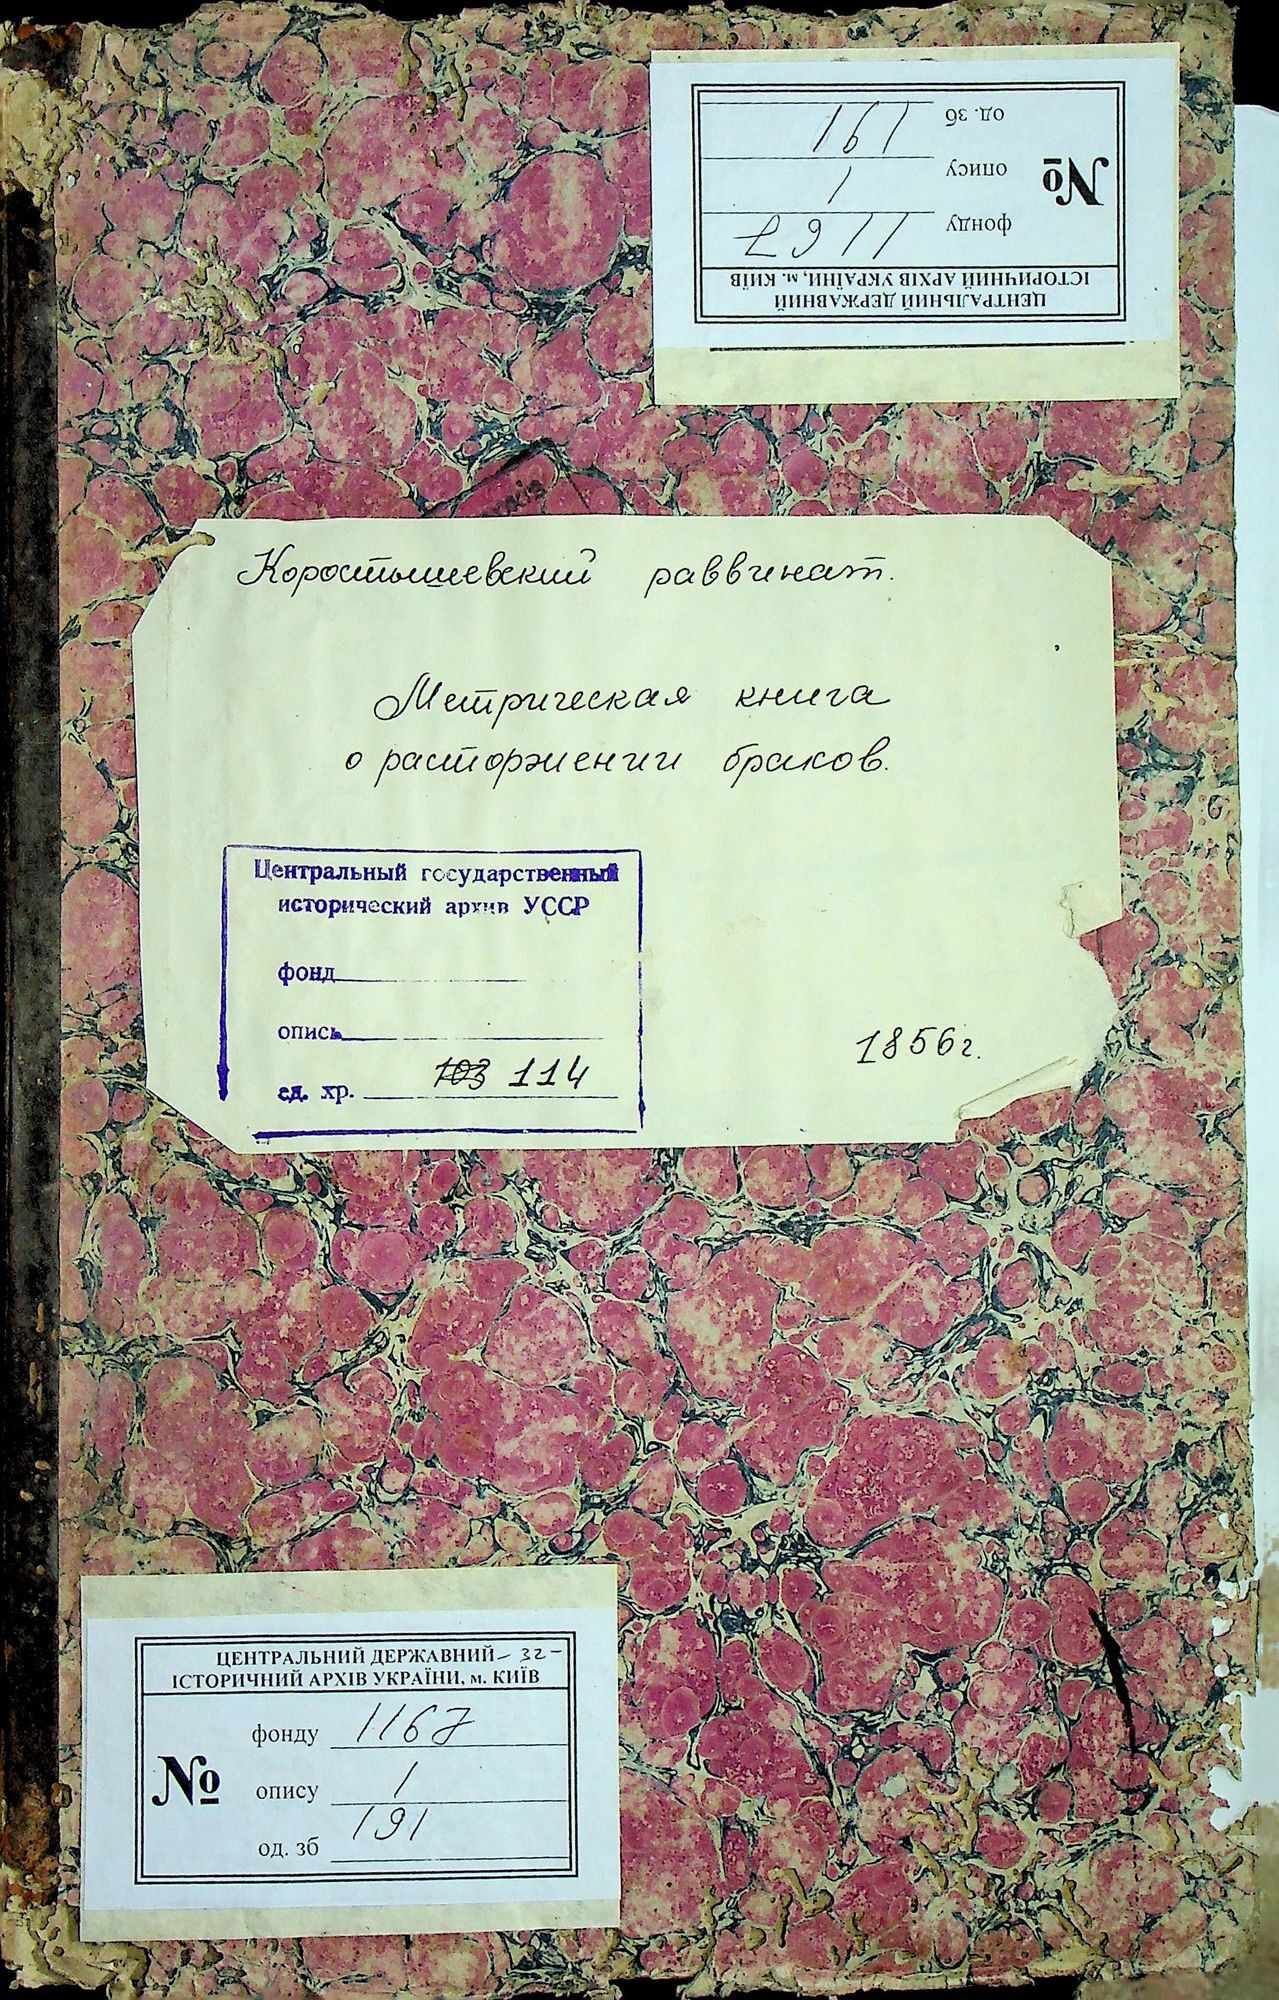 ЦЕНТРАЛЬНИЙ ДЕРЖАВНИЙ
ІСТОРИЧНИЙ АРХІВ УКРАЇНИ, м. КИЇВ
№
фонду 1167
опису 1
од. зб 191
Коростышевский раввинат.
Метрическая книга
о расторжении браков.
Центральный государственный
исторический архив УССР
фонд
опись
ед. хр. 103 114
1856г.
ЦЕНТРАЛЬНИЙ ДЕРЖАВНИЙ -32-
ІСТОРИЧНИЙ АРХІВ УКРАЇНИ, м. КИЇВ
№
фонду 1167
опису 1
од. зб 191